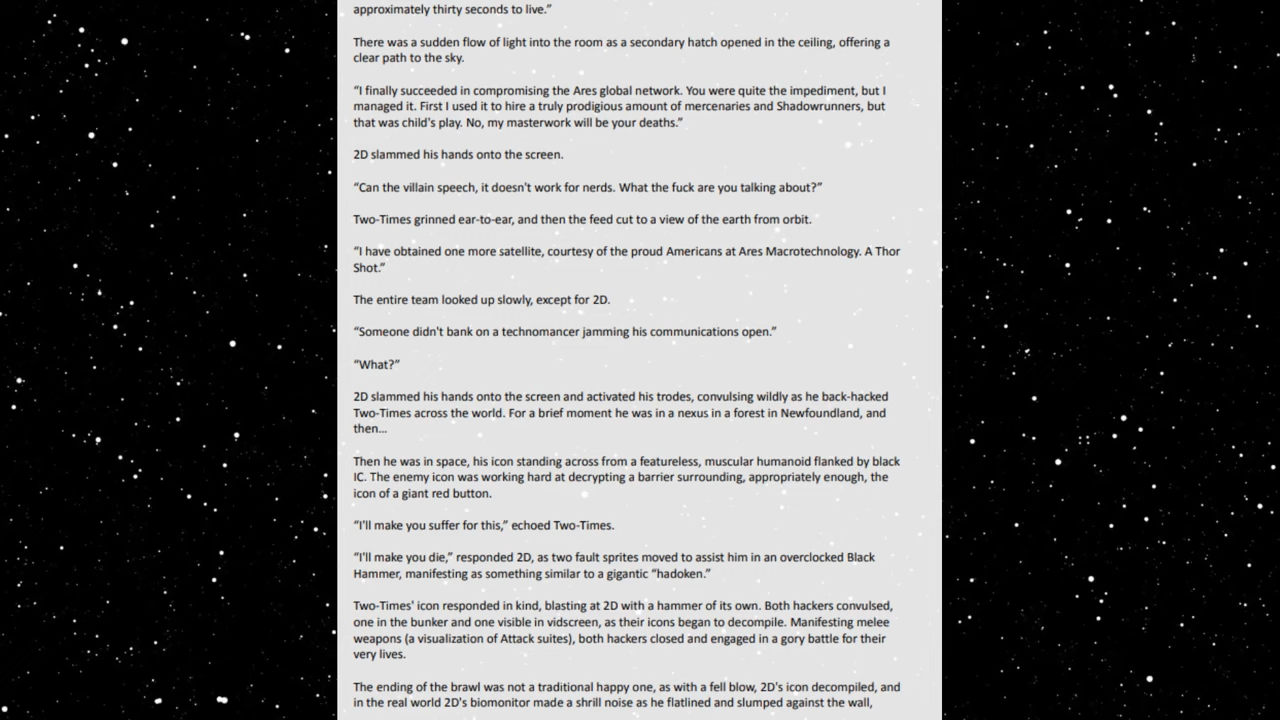 approximately thirty seconds to live.”
There was a sudden flow of light into the room as a secondary hatch opened in the ceiling, offering a
clear path to the sky.
“I finally succeeded in compromising the Ares global network. You were quite the impediment, but I
managed it. First I used it to hire a truly prodigious amount of mercenaries and Shadowrunners, but
that was child's play. No, my masterwork will be your deaths.”
2D slammed his hands onto the screen.
“Can the villain speech, it doesn't work for nerds. What the fuck are you talking about?”
Two-Times grinned ear-to-ear, and then the feed cut to a view of the earth from orbit.
“I have obtained one more satellite, courtesy of the proud Americans at Ares Macrotechnology. A Thor
Shot.”
The entire team looked up slowly, except for 2D.
“Someone didn't bank on a technomancer jamming his communications open.”
“What?”
2D slammed his hands onto the screen and activated his trodes, convulsing wildly as he back-hacked
Two-Times across the world. For a brief moment he was in a nexus in a forest in Newfoundland, and
then...
Then he was in space, his icon standing across from a featureless, muscular humanoid flanked by black
IC. The enemy icon was working hard at decrypting a barrier surrounding, appropriately enough, the
icon of a giant red button.
“I'll make you suffer for this,” echoed Two-Times.
“I'll make you die,” responded 2D, as two fault sprites moved to assist him in an overclocked Black
Hammer, manifesting as something similar to a gigantic “hadoken.”
Two-Times' icon responded in kind, blasting at 2D with a hammer of its own. Both hackers convulsed,
one in the bunker and one visible in vidscreen, as their icons began to decompile. Manifesting melee
weapons (a visualization of Attack suites), both hackers closed and engaged in a gory battle for their
very lives.
The ending of the brawl was not a traditional happy one, as with a fell blow, 2D's icon decompiled, and
in the real world 2D's biomonitor made a shrill noise as he flatlined and slumped against the wall,